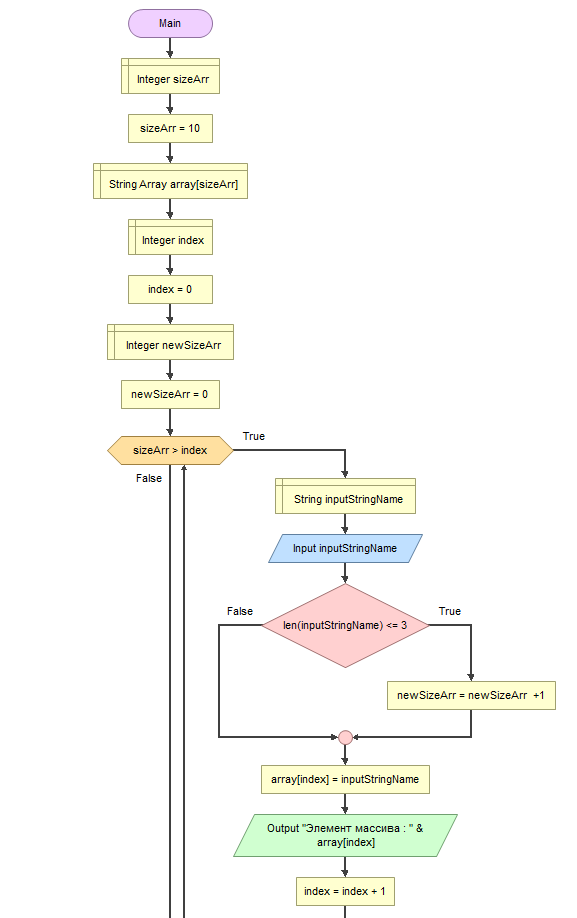 Main
Integer sizeArr
sizeArr = 10
String Array array[sizeArr]
Integer index
index = 0
Integer newSizeArr
newSizeArr = 0
sizeArr > index
True
False
String inputStringName
Input inputStringName
False
True
len(inputStringName) <= 3
newSizeArr = newSizeArr  +1
array[index] = inputStringName
Output "Элемент массива : " &
array[index]
index = index + 1